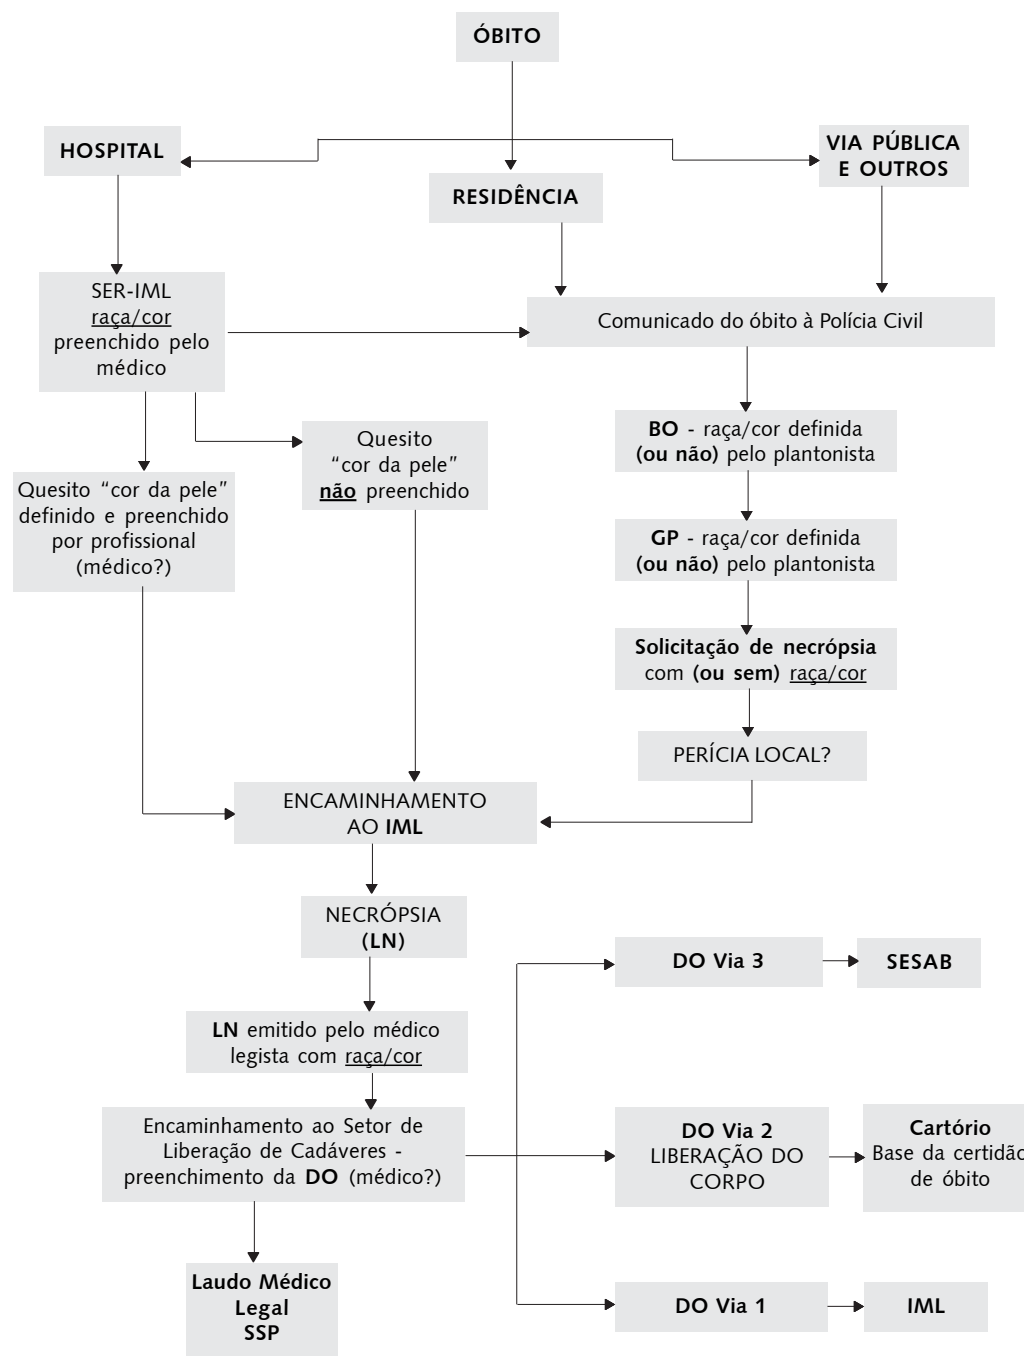 ÓBITO
HOSPITAL
RESIDÊNCIA
VIA PÚBLICA
E OUTROS
SER-IML
raça/cor
preenchido pelo
médico
Comunicado do óbito à Polícia Civil
Quesito
“cor da pele”
não preenchido
Quesito “cor da pele”
definido e preenchido
por profissional
(médico?)
BO - raça/cor definida
(ou não) pelo plantonista
GP - raça/cor definida
(ou não) pelo plantonista
Solicitação de necrópsia
com (ou sem) raça/cor
PERÍCIA LOCAL?
ENCAMINHAMENTO
AO IML
NECRÓPSIA
(LN)
LN emitido pelo médico
legista com raça/cor
Encaminhamento ao Setor de
Liberação de Cadáveres -
preenchimento da DO (médico?)
Laudo Médico
Legal
SSP
DO Via 3
SESAB
DO Via 2
LIBERAÇÃO DO
CORPO
Cartório
Base da certidão
de óbito
DO Via 1
IML